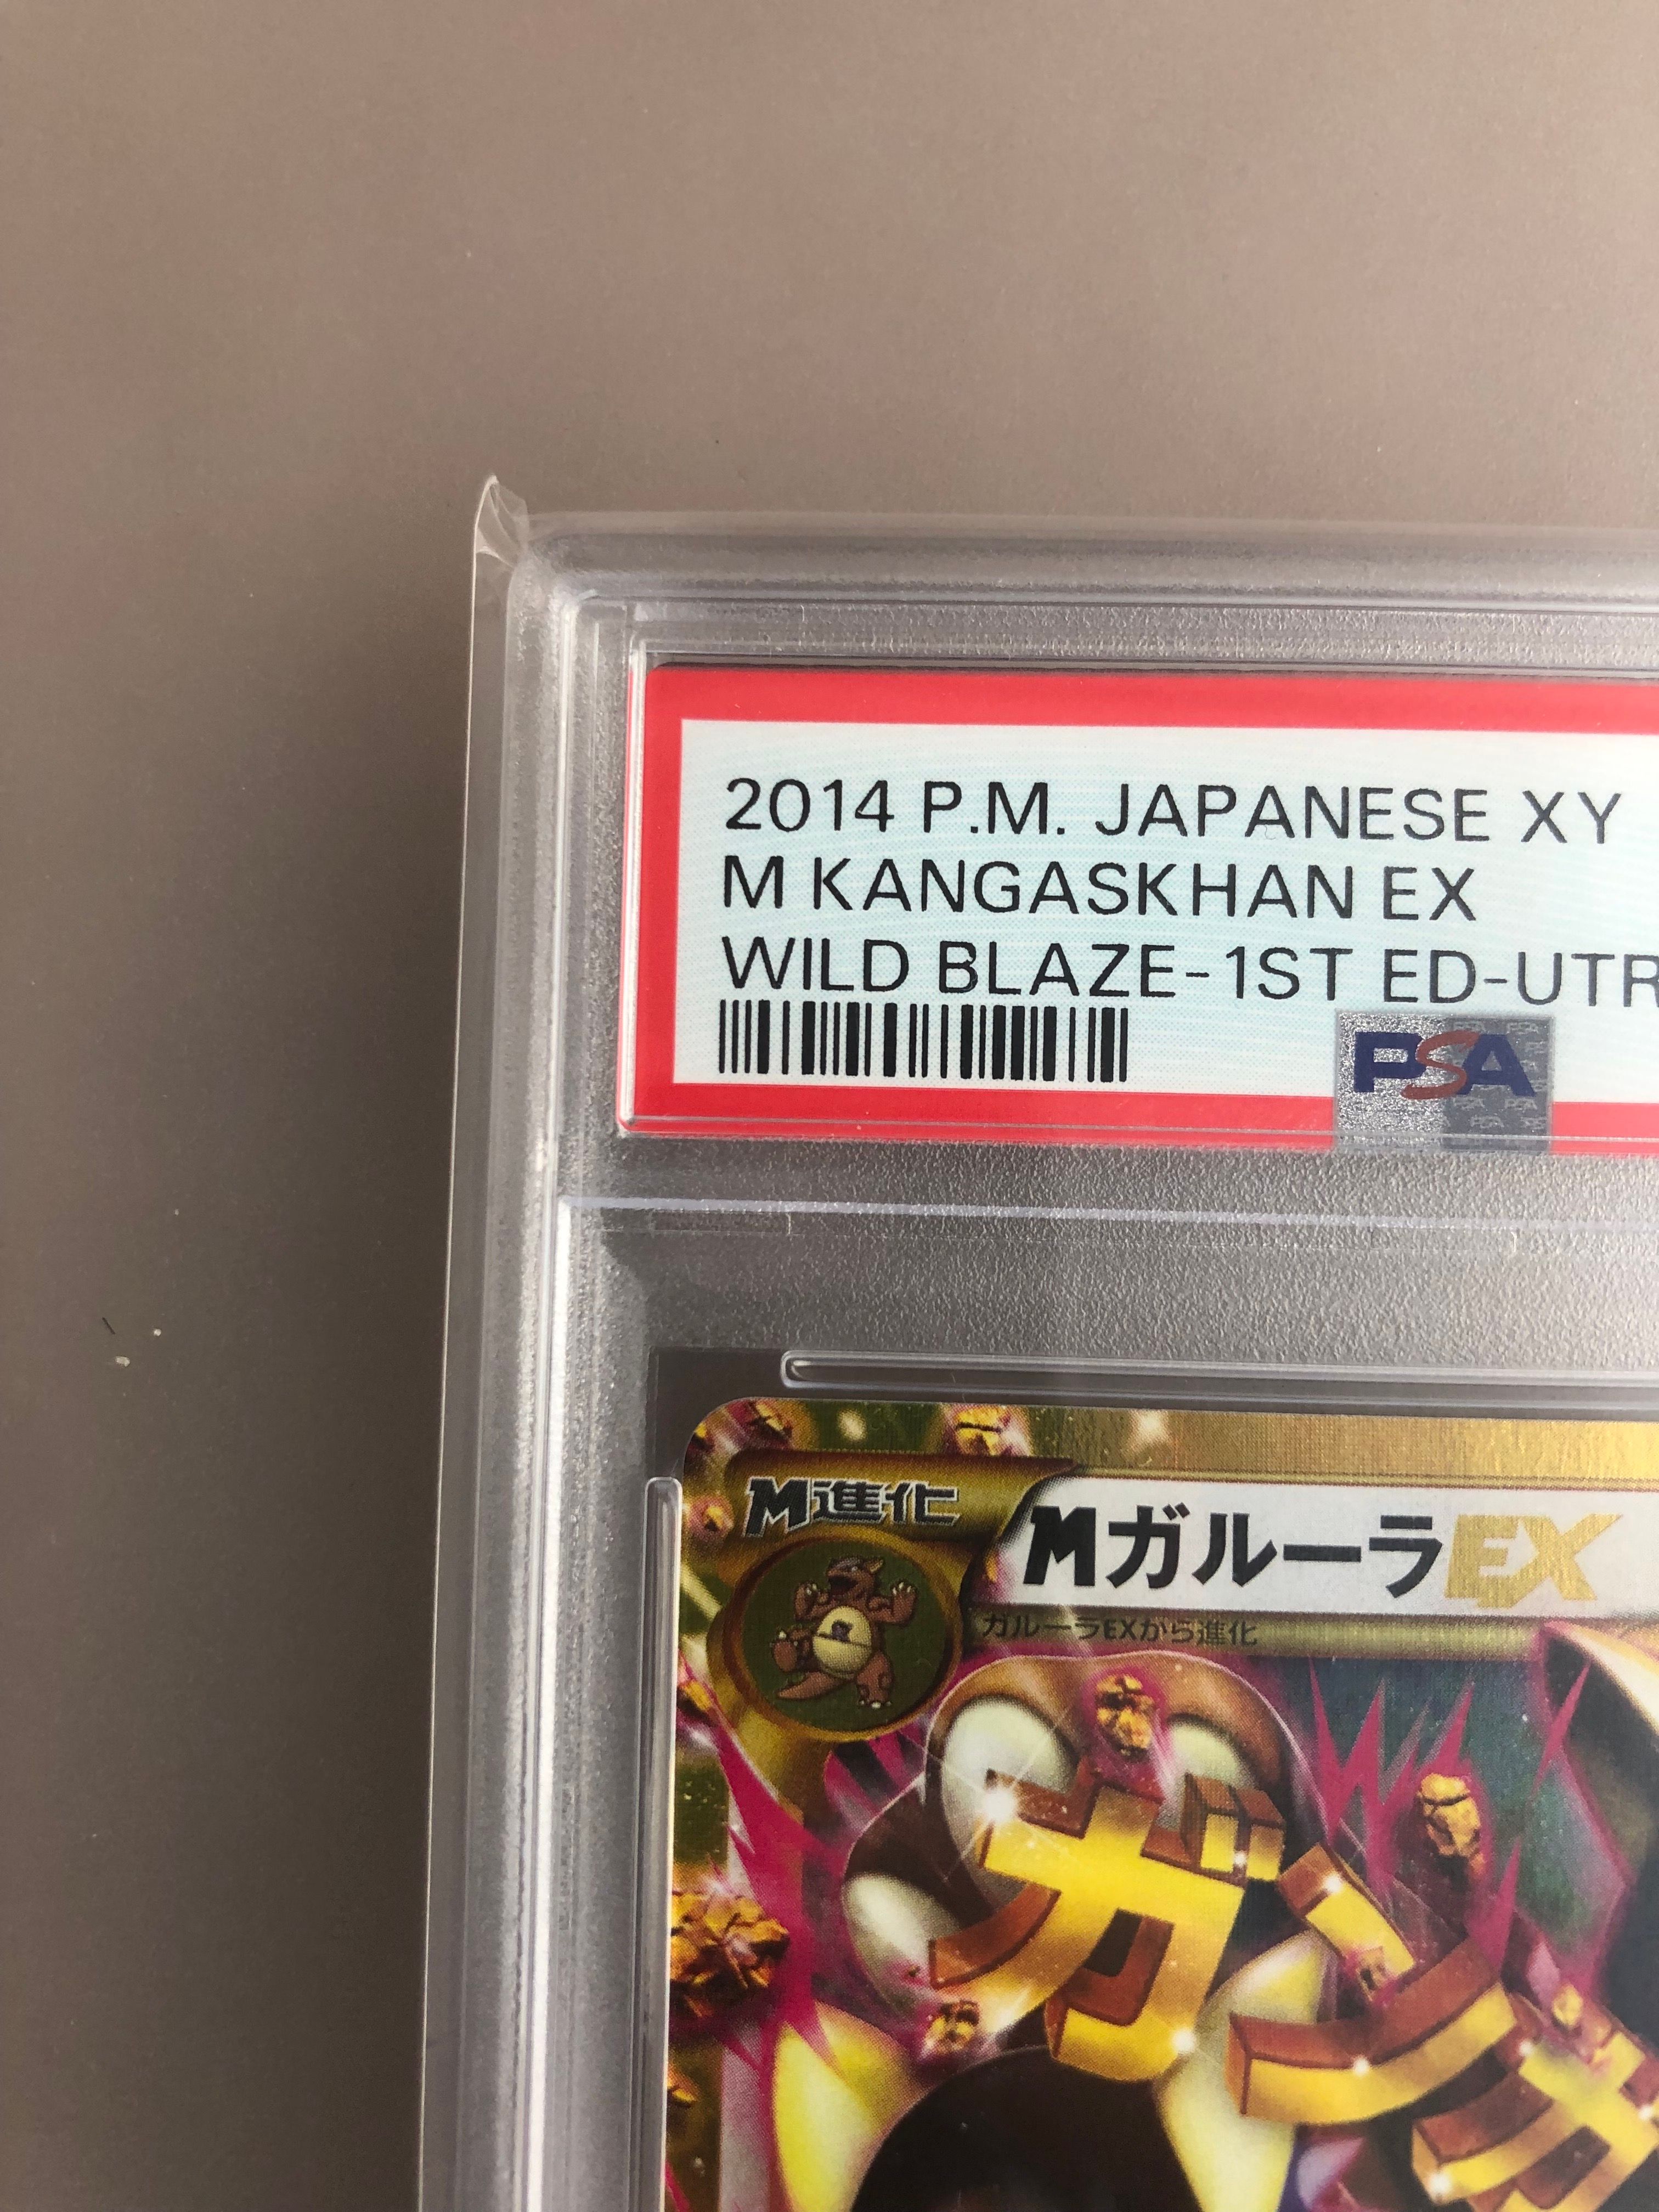 2014 P.M. JAPANESE XY
M KANGASKHAN EX
WILD BLAZE-1ST ED-UTR
PSA
M進化
MガルーラEX
ガルーラEXから進化
ガ